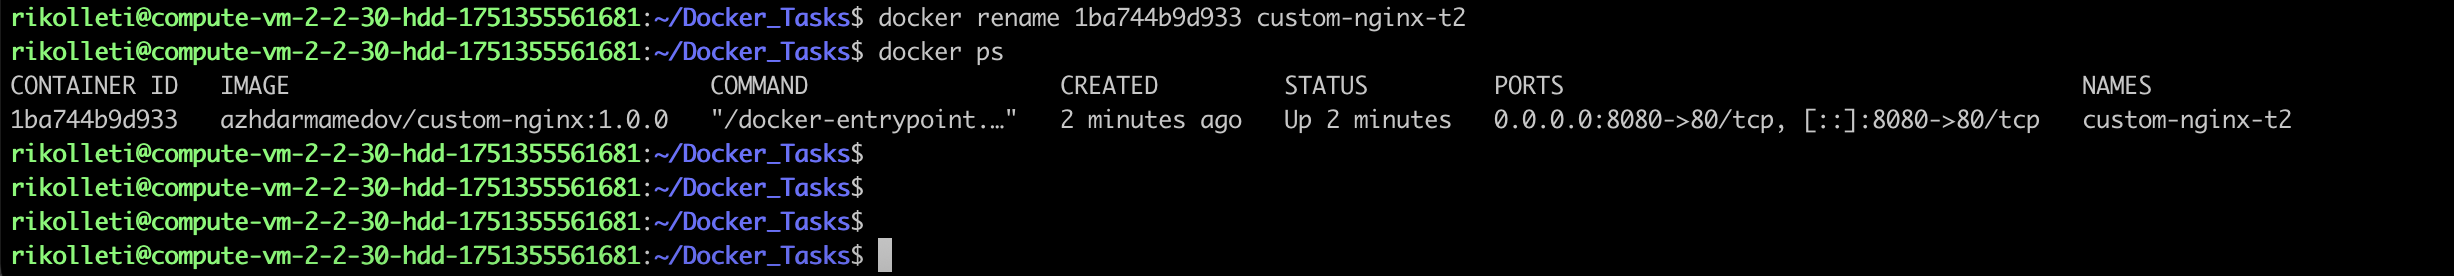 rikolleti@compute-vm-2-2-30-hdd-1751355561681:~/Docker_Tasks$ docker rename 1ba744b9d933 custom-nginx-t2
rikolleti@compute-vm-2-2-30-hdd-1751355561681:~/Docker_Tasks$ docker ps
CONTAINER ID   IMAGE                              COMMAND                  CREATED         STATUS         PORTS                                     NAMES
1ba744b9d933   azhdarmamedov/custom-nginx:1.0.0   "/docker-entrypoint.…"   2 minutes ago   Up 2 minutes   0.0.0.0:8080->80/tcp, [::]:8080->80/tcp   custom-nginx-t2
rikolleti@compute-vm-2-2-30-hdd-1751355561681:~/Docker_Tasks$
rikolleti@compute-vm-2-2-30-hdd-1751355561681:~/Docker_Tasks$
rikolleti@compute-vm-2-2-30-hdd-1751355561681:~/Docker_Tasks$
rikolleti@compute-vm-2-2-30-hdd-1751355561681:~/Docker_Tasks$